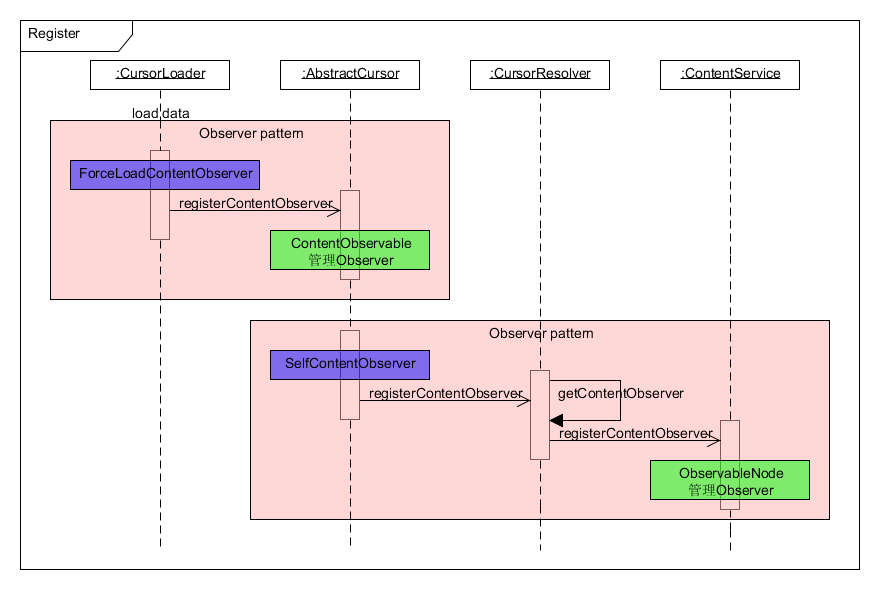 Register
:CursorLoader
:AbstractCursor
:CursorResolver
:ContentService
load data
Observer pattern
ForceLoadContentObserver
registerContentObserver
ContentObservable
管理Observer
Observer pattern
SelfContentObserver
registerContentObserver
getContentObserver
registerContentObserver
ObservableNode
管理Observer